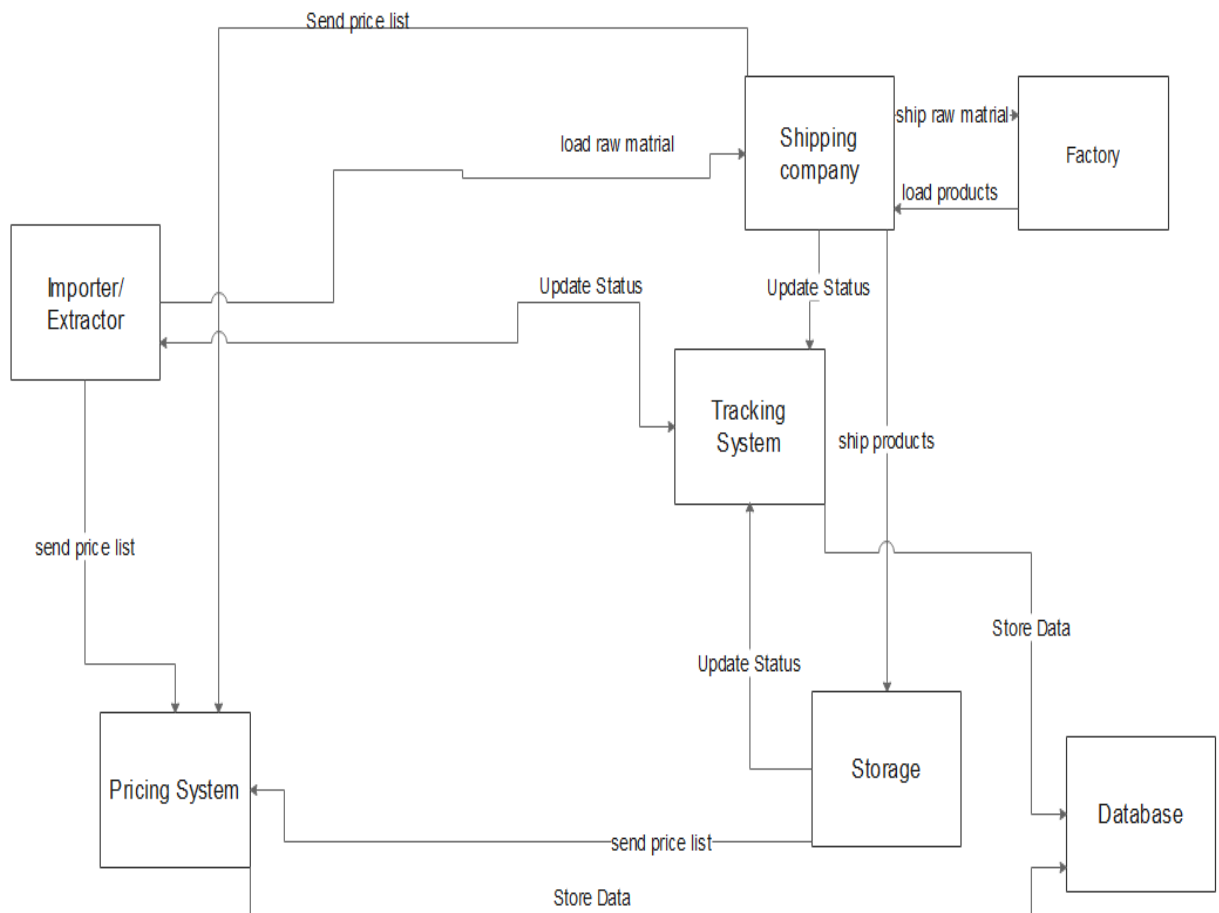 Send price list
Shipping
company
ship raw matrial
Factory
load raw matrial
load products
Importer/
Extractor
Update Status
Update Status
Tracking
System
ship products
send price list
Store Data
Update Status
Pricing System
Storage
Database
send price list
Store Data